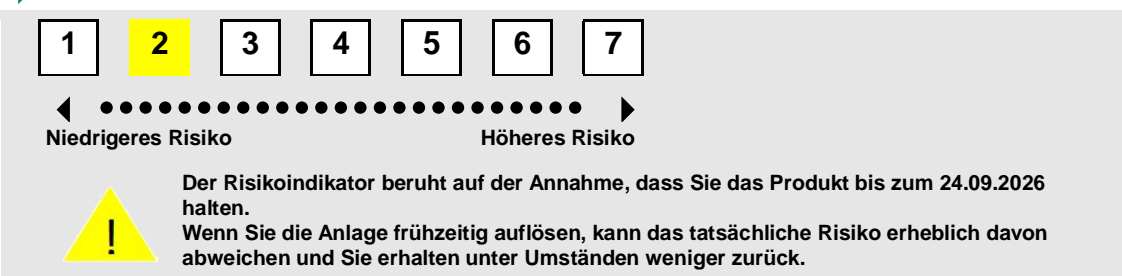 1 2 3 4 5 6 7
Niedrigeres Risiko Höheres Risiko
Der Risikoindikator beruht auf der Annahme, dass Sie das Produkt bis zum 24.09.2026
halten.
!
Wenn Sie die Anlage frühzeitig auflösen, kann das tatsächliche Risiko erheblich davon
abweichen und Sie erhalten unter Umständen weniger zurück.